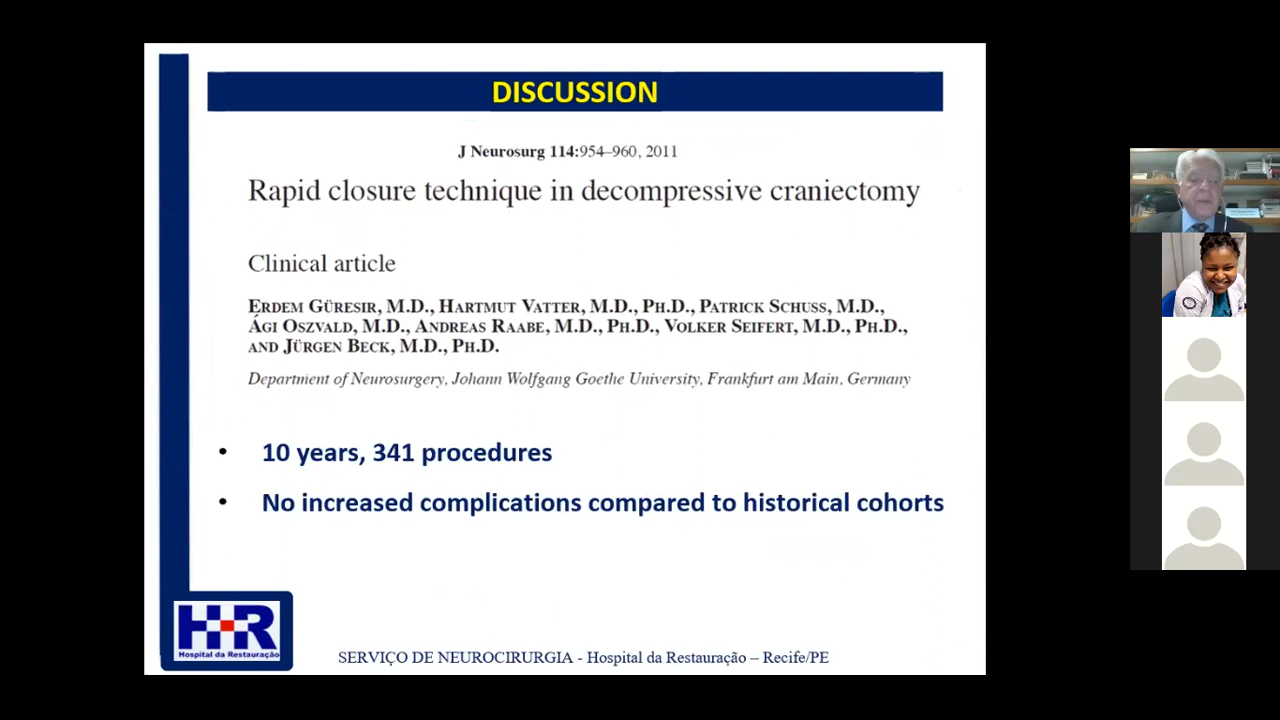 DISCUSSION
J Neurosurg 114:954–960, 2011
Rapid closure technique in decompressive craniectomy
Clinical article
Erdem Güresir, M.D., Hartmut Vatter, M.D., Ph.D., Patrick Schuss, M.D.,
Ági Oszvald, M.D., Andreas Raabe, M.D., Ph.D., Volker Seifert, M.D., Ph.D.,
and Jürgen Beck, M.D., Ph.D.
Department of Neurosurgery, Johann Wolfgang Goethe University, Frankfurt am Main, Germany
• 10 years, 341 procedures
• No increased complications compared to historical cohorts
H+R
Hospital da Restauração
SERVIÇO DE NEUROCIRURGIA - Hospital da Restauração – Recife/PE